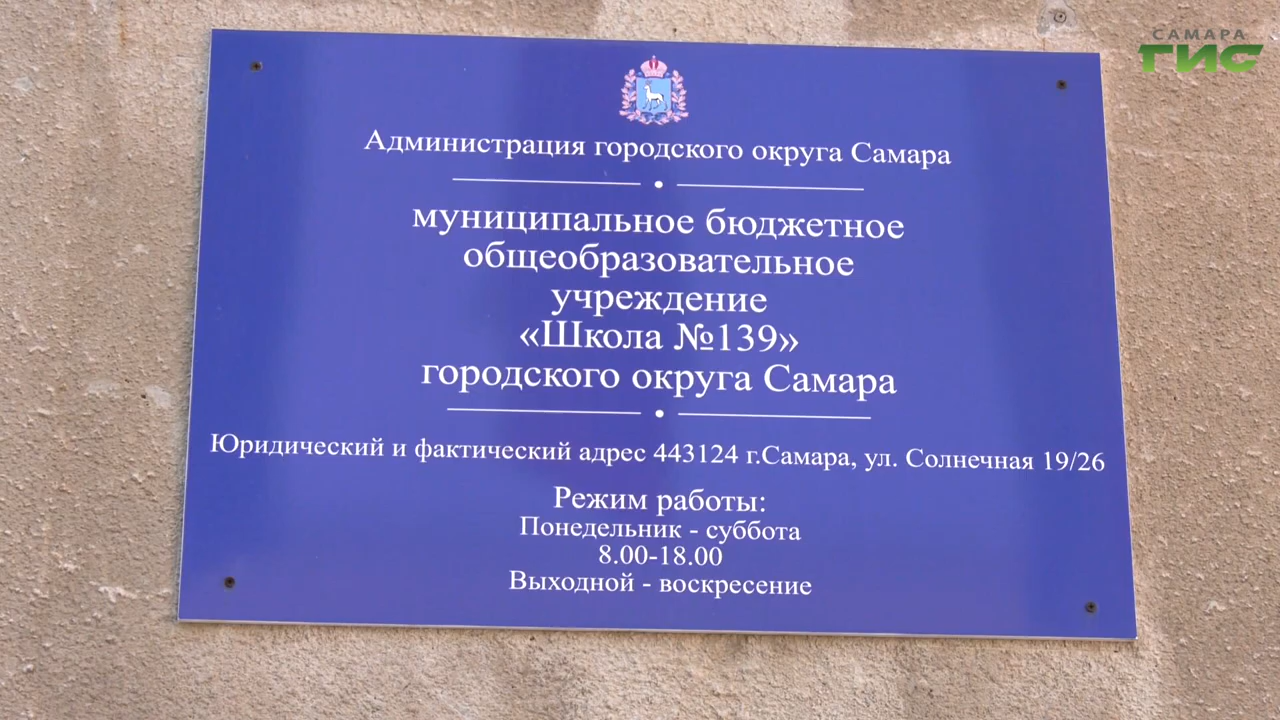 САМАРА
ГИС
Администрация городского округа Самара
муниципальное бюджетное
общеобразовательное
учреждение
«Школа №139»
городского округа Самара
Юридический и фактический адрес 443124 г.Самара, ул. Солнечная 19/26
Режим работы:
Понедельник - суббота
8.00-18.00
Выходной - воскресение